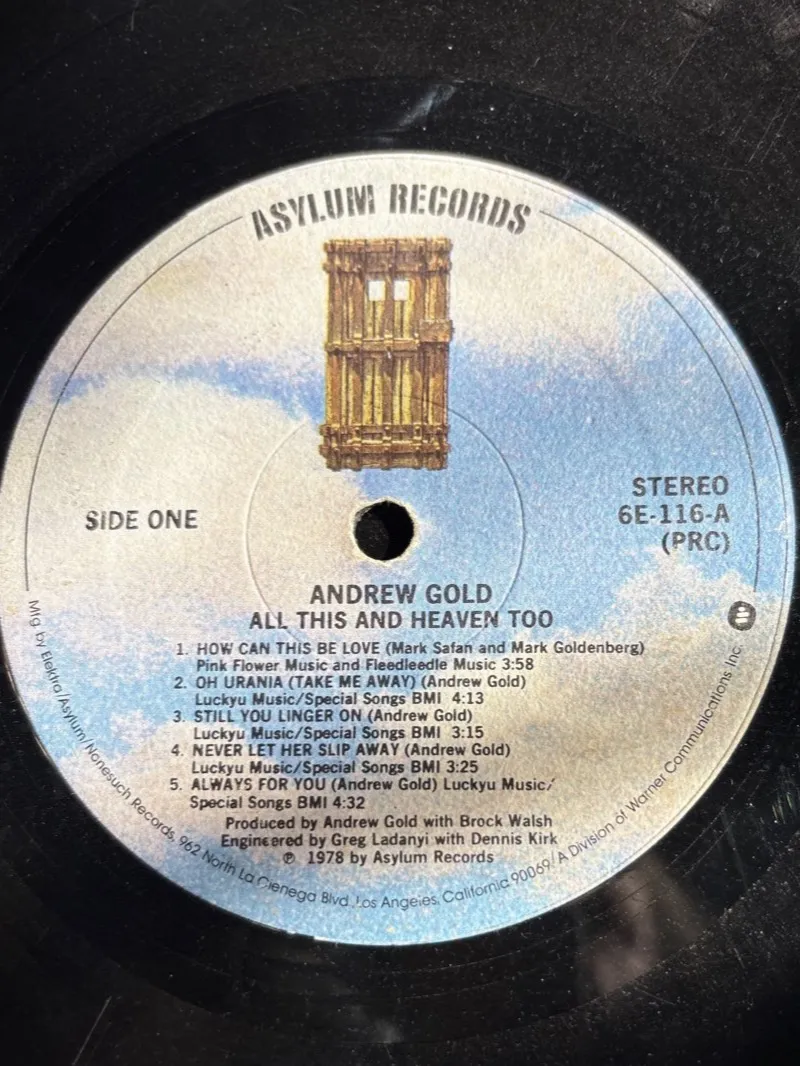 ASYLUM RECORDS
SIDE ONE
STEREO
6E-116-A
(PRC)
ANDREW GOLD
ALL THIS AND HEAVEN TOO
1. HOW CAN THIS BE LOVE (Mark Safan and Mark Goldenberg)
Pink Flower Music and Fleedleedle Music 3:58
2. OH URANIA (TAKE ME AWAY) (Andrew Gold)
Luckyu Music/Special Songs BMI 4:13
3. STILL YOU LINGER ON (Andrew Gold)
Luckyu Music/Special Songs BMI 3:15
4. NEVER LET HER SLIP AWAY (Andrew Gold)
Luckyu Music/Special Songs BMI 3:25
5. ALWAYS FOR YOU (Andrew Gold) Luckyu Music/
Special Songs BMI 4:32
Produced by Andrew Gold with Brock Walsh
Engineered by Greg Ladanyi with Dennis Kirk
℗ 1978 by Asylum Records
Mfg. by Elektra/Asylum/Nonesuch Records, 962 North La Cienega Blvd., Los Angeles, California 90069/A Division of Warner Communications Inc.